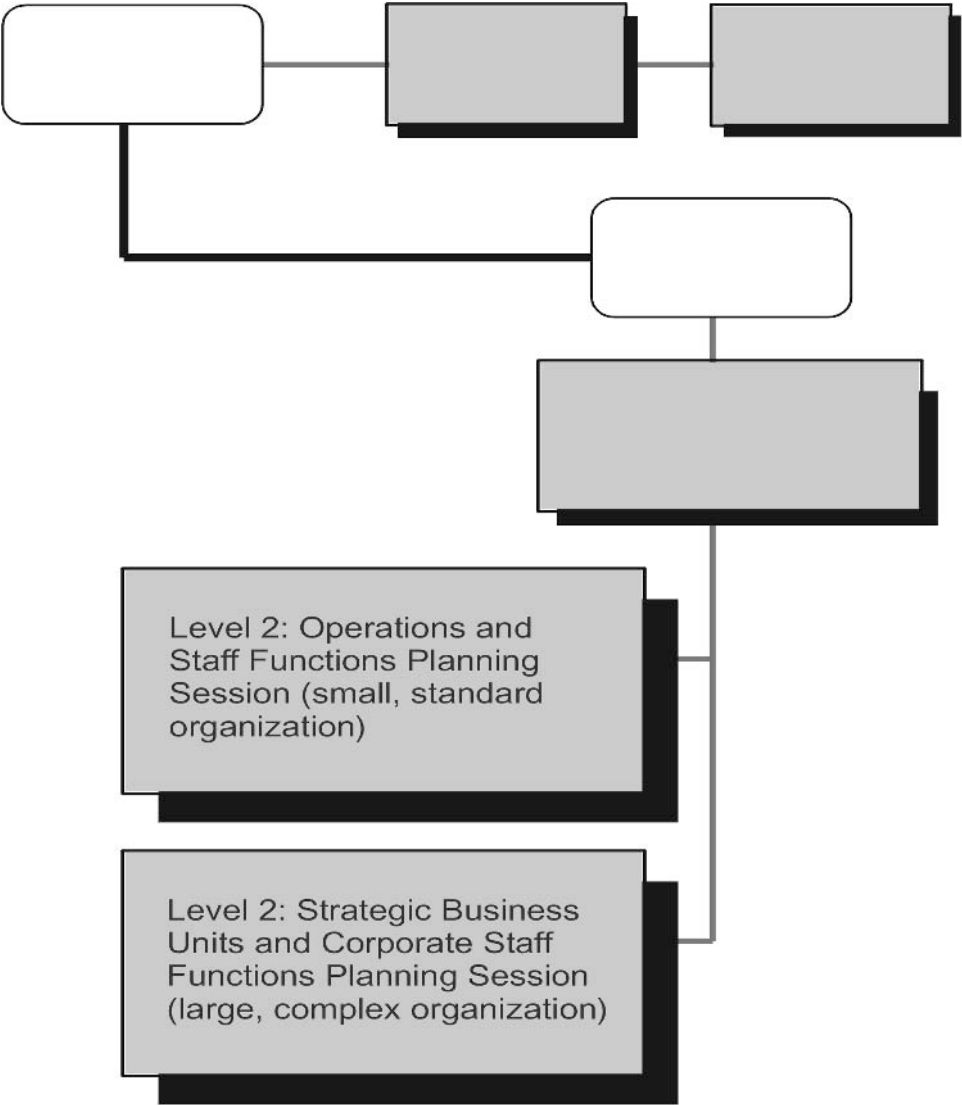 Level 2: Operations and
Staff Functions Planning
Session (small, standard
organization)
Level 2: Strategic Business
Units and Corporate Staff
Functions Planning Session
(large, complex organization)